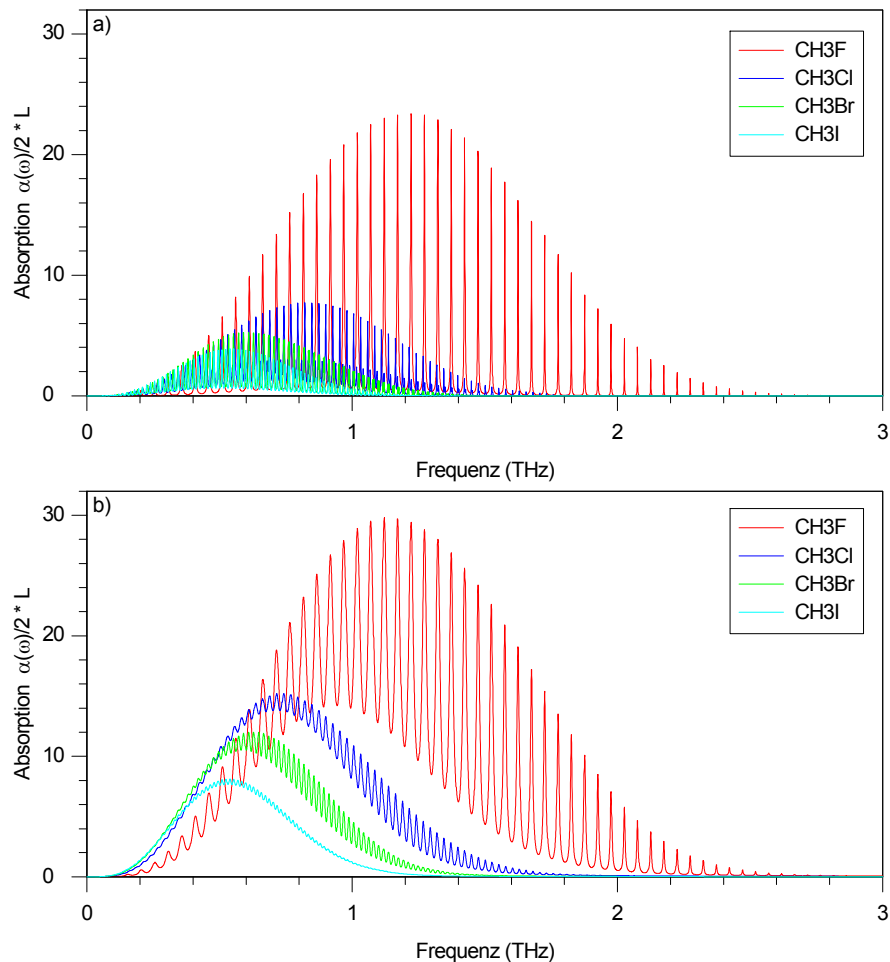 a)
30
20
10
0
Absorption α(ω)/2 * L
CH3F
CH3Cl
CH3Br
CH3I
0 1 2 3
Frequenz (THz)
b)
30
20
10
0
Absorption α(ω)/2 * L
CH3F
CH3Cl
CH3Br
CH3I
0 1 2 3
Frequenz (THz)